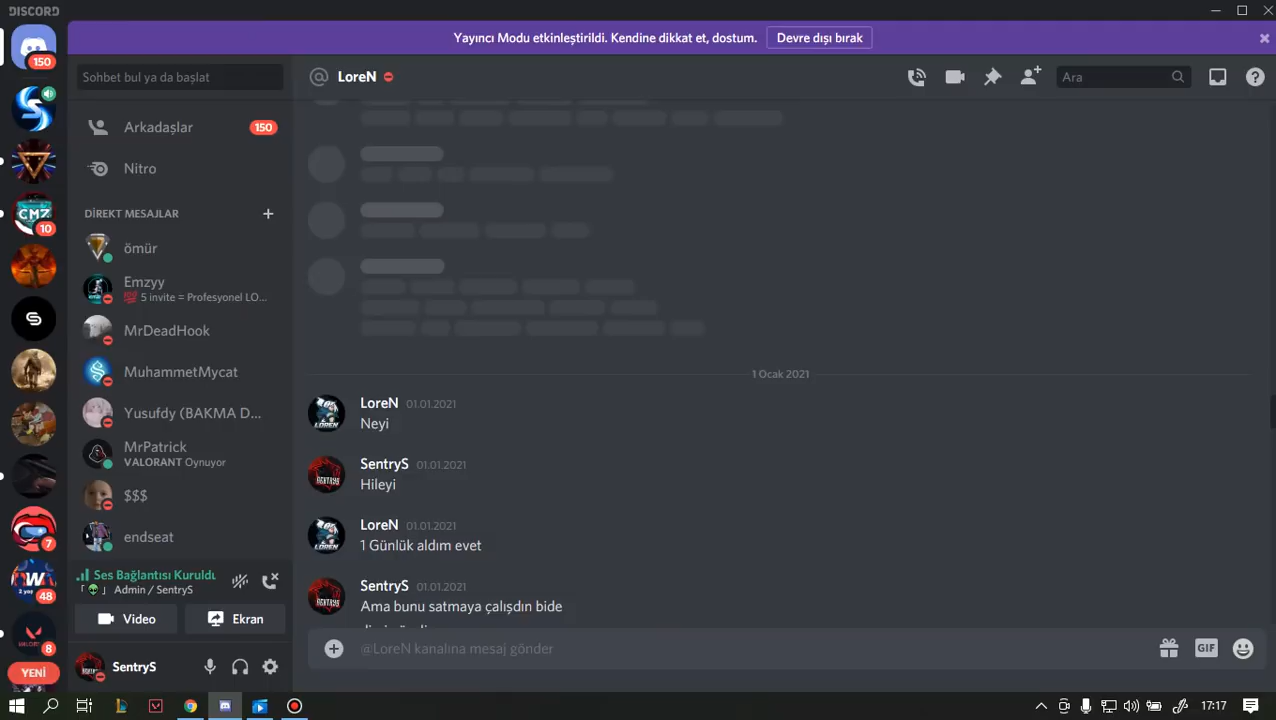 DISCORD
Yayıncı Modu etkinleştirildi. Kendine dikkat et, dostum.
Devre dışı bırak
150
Sohbet bul ya da başlat
LoreN
Ara
Arkadaşlar
150
Nitro
DİREKT MESAJLAR
CMZ
10
ömür
Emzyy
💯 5 invite = Profesyonel LO...
MrDeadHook
MuhammetMycat
Yusufdy (BAKMA D...
MrPatrick
VALORANT Oynuyor
$$$
endseat
7
48
8
YENİ
Ses Bağlantısı Kuruldu
「👽」 Admin / SentryS
Video
Ekran
SentryS
1 Ocak 2021
LoreN 01.01.2021
Neyi
SentryS 01.01.2021
Hileyi
LoreN 01.01.2021
1 Günlük aldım evet
SentryS 01.01.2021
Ama bunu satmaya çalışdın bide
@LoreN kanalına mesaj gönder
GIF
17:17